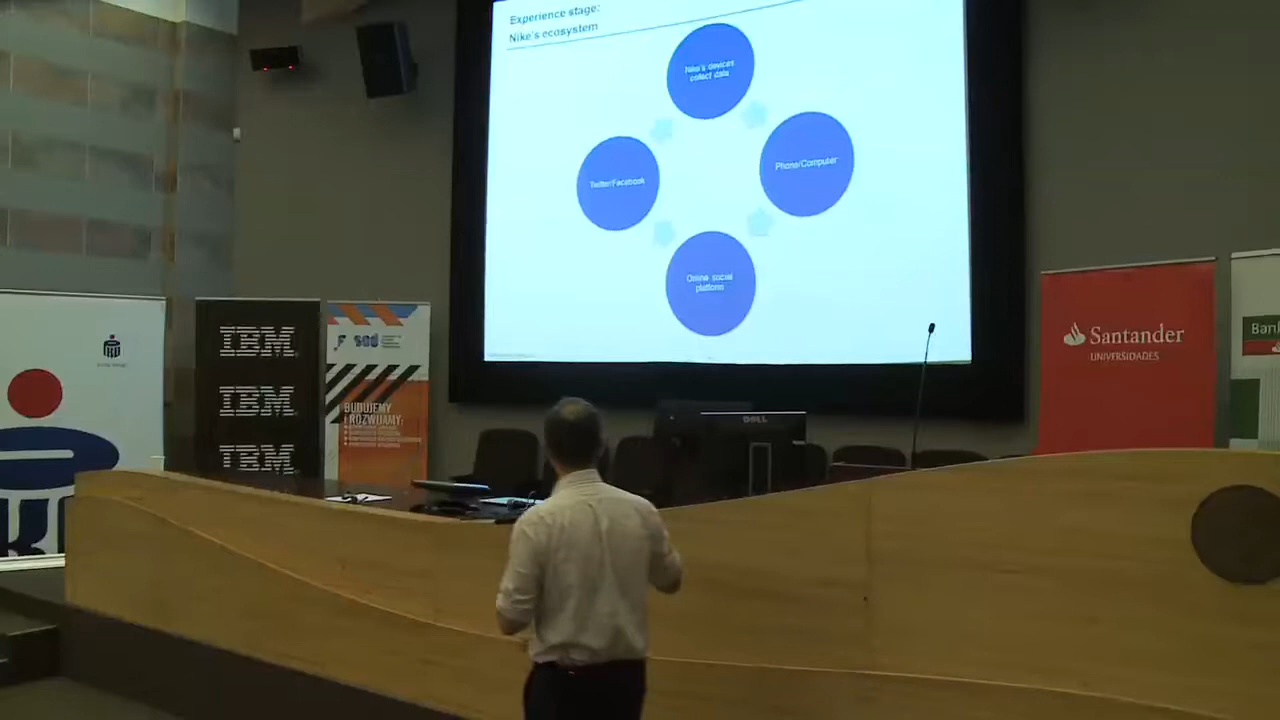 Experience stage:
Nike's ecosystem
Nike's devices
collect data
Twitter/Facebook
Phone/Computer
Online social
platform
IBM
IBM
IBM
BUDUJEMY
I ROZWIJAMY:
DELL
Santander
UNIVERSIDADES
Bank